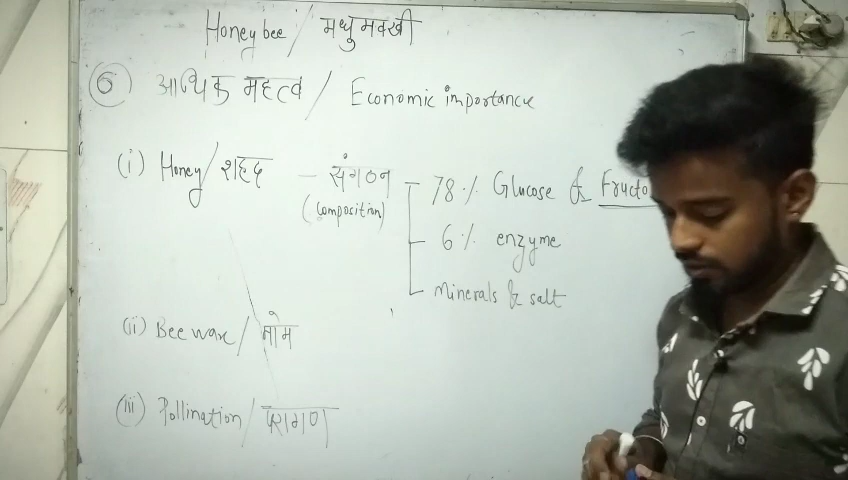 Honey bee / मधुमक्खी
(6) आर्थिक महत्व / Economic importance
(i) Honey / शहद - संगठन (composition)
78% Glucose & Fructo
6% enzyme
Minerals & salt
(ii) Bee wax / मोम
(iii) Pollination / परागण